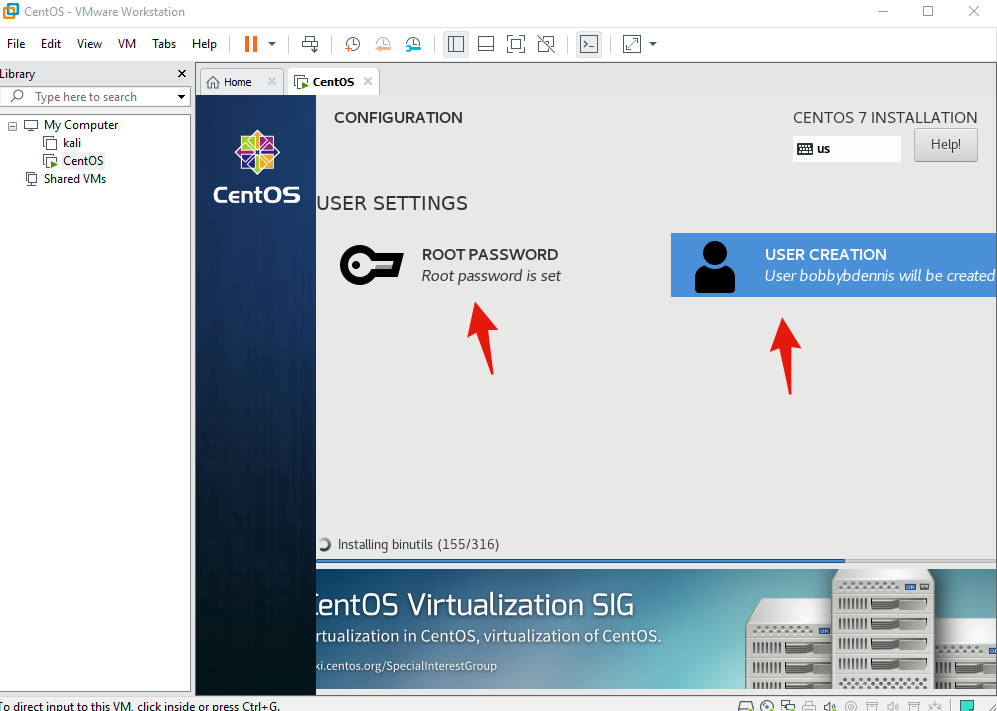 CentOS - VMware Workstation
File Edit View VM Tabs Help
Library
Type here to search
My Computer
kali
CentOS
Shared VMs
Home
CentOS
CentOS
CONFIGURATION
CENTOS 7 INSTALLATION
us
Help!
USER SETTINGS
ROOT PASSWORD
Root password is set
USER CREATION
User bobbybdennis will be created
Installing binutils (155/316)
CentOS Virtualization SIG
rtualization in CentOS, virtualization of CentOS.
ki.centos.org/SpecialInterestGroup
To direct input to this VM, click inside or press Ctrl+G.